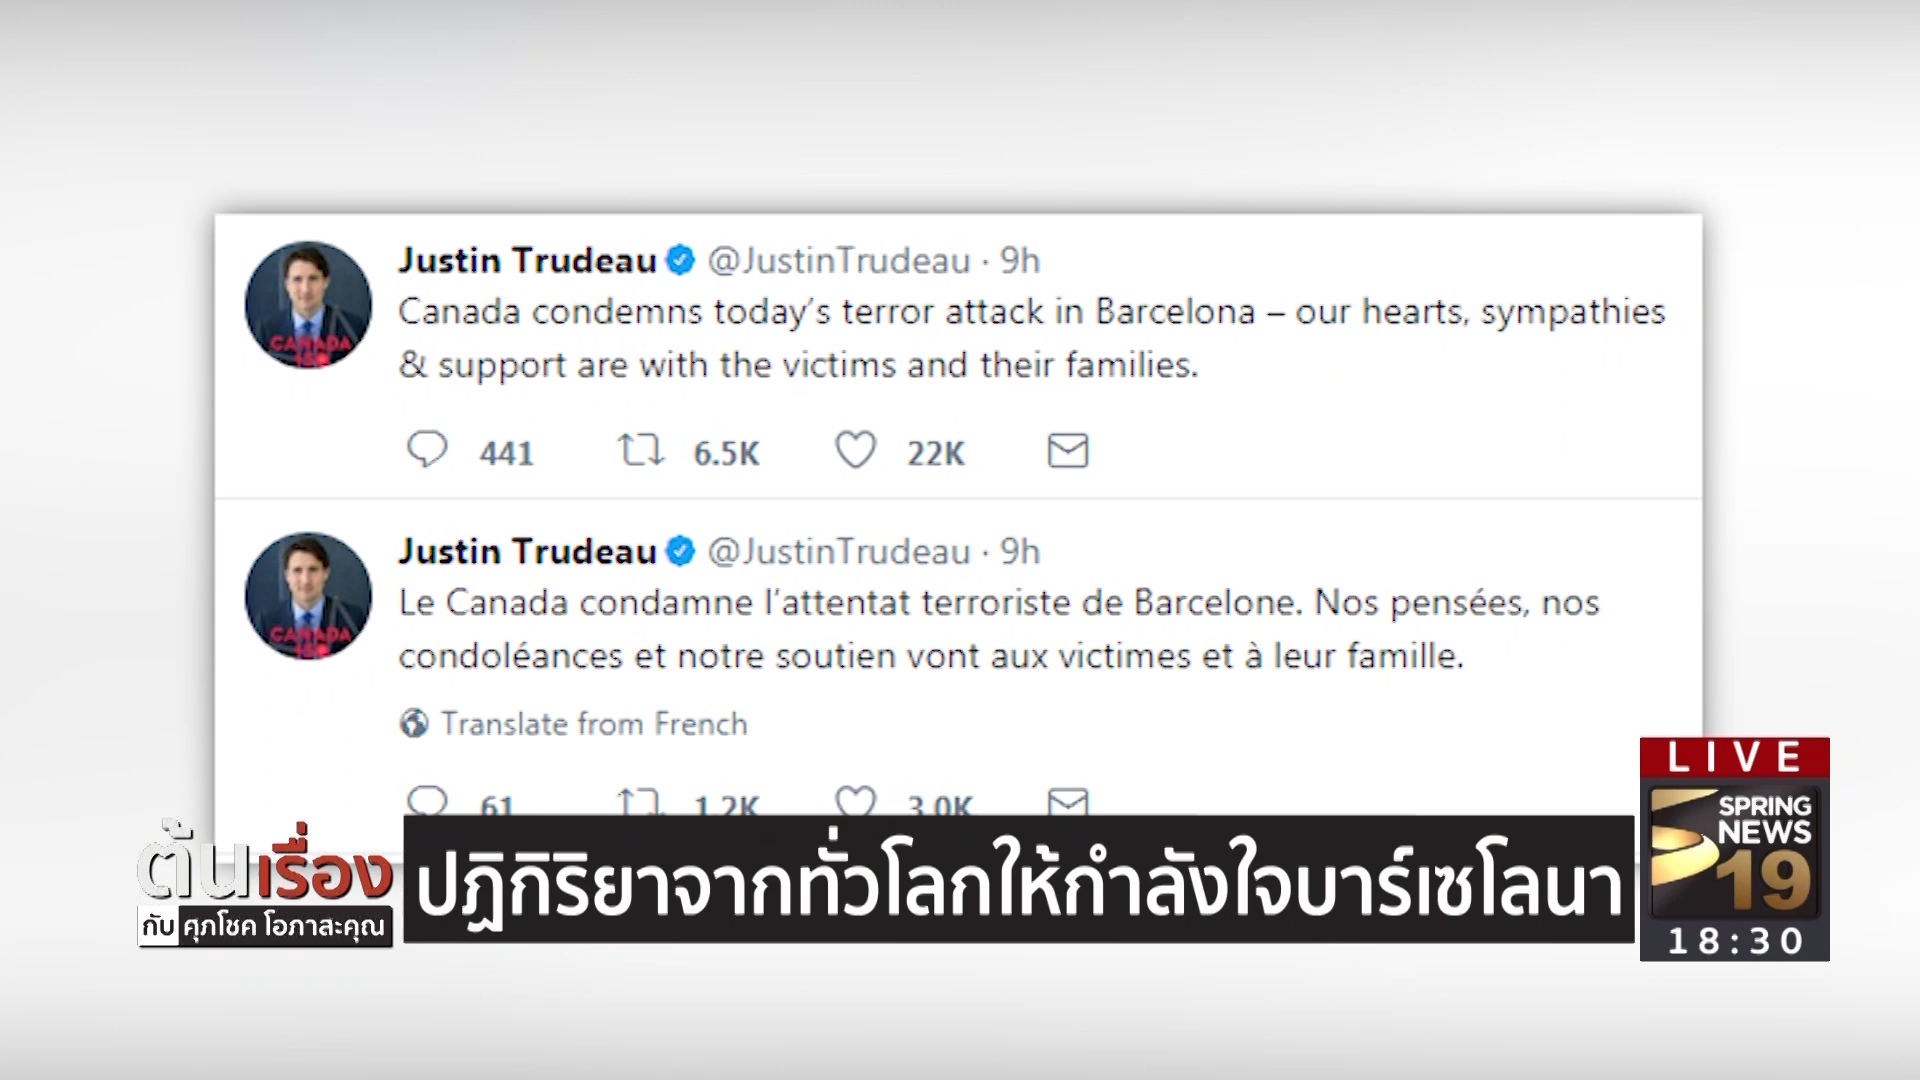 Justin Trudeau @JustinTrudeau · 9h
Canada condemns today’s terror attack in Barcelona – our hearts, sympathies
& support are with the victims and their families.
441 6.5K 22K
Justin Trudeau @JustinTrudeau · 9h
Le Canada condamne l’attentat terroriste de Barcelone. Nos pensées, nos
condoléances et notre soutien vont aux victimes et à leur famille.
Translate from French
61 1.2K 3.0K
ต้นเรื่อง
กับ ศุภโชค โอภาสะคุณ
ปฏิกิริยาจากทั่วโลกให้กำลังใจบาร์เซโลนา
LIVE
SPRING
NEWS
19
18:30
CANADA
CANADA